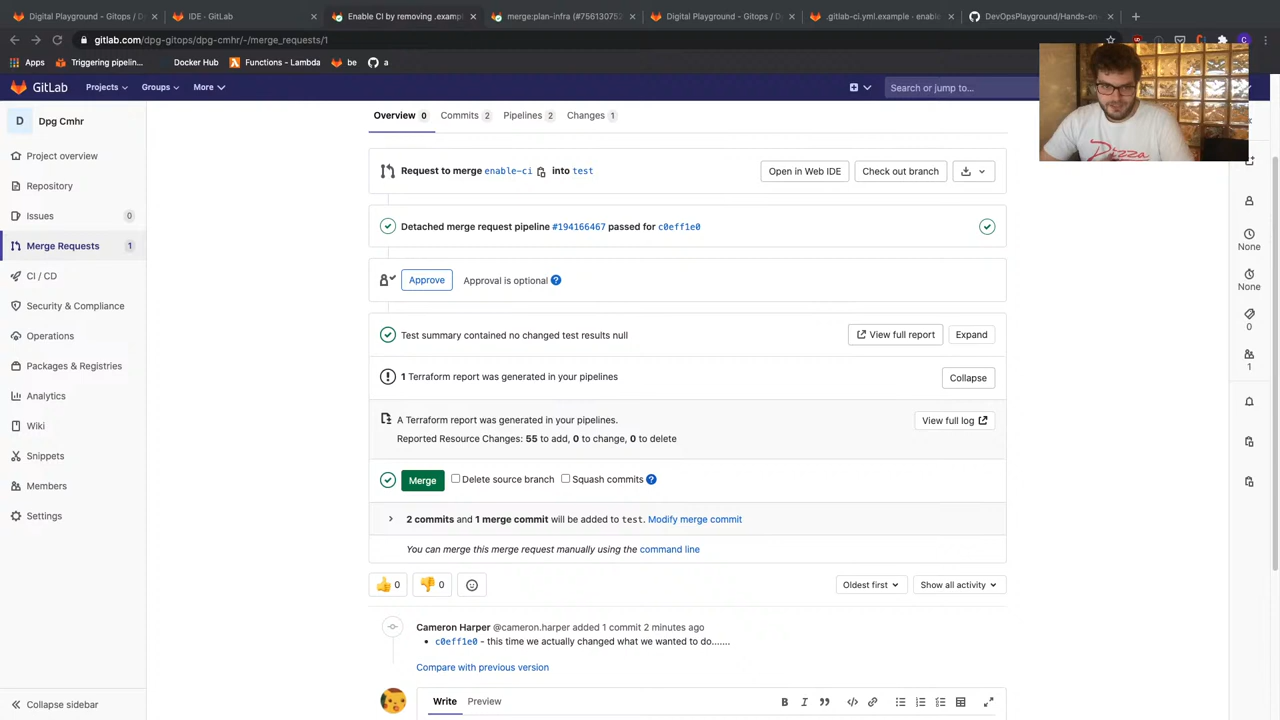 Digital Playground - Gitops / D
IDE · GitLab
Enable CI by removing .examp
merge:plan-infra (#75613075
Digital Playground - Gitops / D
.gitlab-ci.yml.example · enable
DevOpsPlayground/Hands-on-
gitlab.com/dpg-gitops/dpg-cmhr/-/merge_requests/1
Apps
Triggering pipelin...
Docker Hub
Functions - Lambda
be
a
GitLab
Projects
Groups
More
Search or jump to...
D
Dpg Cmhr
Project overview
Repository
Issues 0
Merge Requests 1
CI / CD
Security & Compliance
Operations
Packages & Registries
Analytics
Wiki
Snippets
Members
Settings
Collapse sidebar
Overview 0
Commits 2
Pipelines 2
Changes 1
Request to merge enable-ci into test
Open in Web IDE
Check out branch
Detached merge request pipeline #194166467 passed for c0eff1e0
Approve
Approval is optional ?
Test summary contained no changed test results null
View full report
Expand
1 Terraform report was generated in your pipelines
Collapse
A Terraform report was generated in your pipelines.
View full log
Reported Resource Changes: 55 to add, 0 to change, 0 to delete
Merge
Delete source branch
Squash commits ?
2 commits and 1 merge commit will be added to test. Modify merge commit
You can merge this merge request manually using the command line
👍 0
👎 0
Oldest first
Show all activity
Cameron Harper @cameron.harper added 1 commit 2 minutes ago
c0eff1e0 - this time we actually changed what we wanted to do.......
Compare with previous version
Write
Preview
B I
None
None
0
1